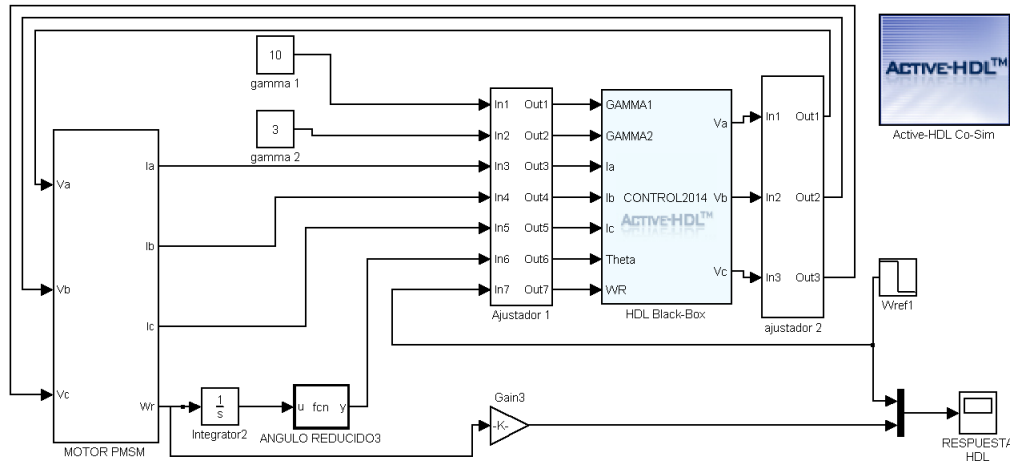 10
gamma 1
3
gamma 2
Va
Vb
Vc
Ia
Ib
Ic
Wr
MOTOR PMSM
1
s
Integrator2
u fcn y
ANGULO REDUCIDO3
In1 Out1
In2 Out2
In3 Out3
In4 Out4
In5 Out5
In6 Out6
In7 Out7
Ajustador 1
GAMMA1
GAMMA2
Ia
Ib
Ic
Theta
WR
CONTROL2014
ACTIVE-HDL™
Va
Vb
Vc
HDL Black-Box
In1 Out1
In2 Out2
In3 Out3
ajustador 2
ACTIVE-HDL™
Active-HDL Co-Sim
Wref1
Gain3
-K-
RESPUESTA
HDL